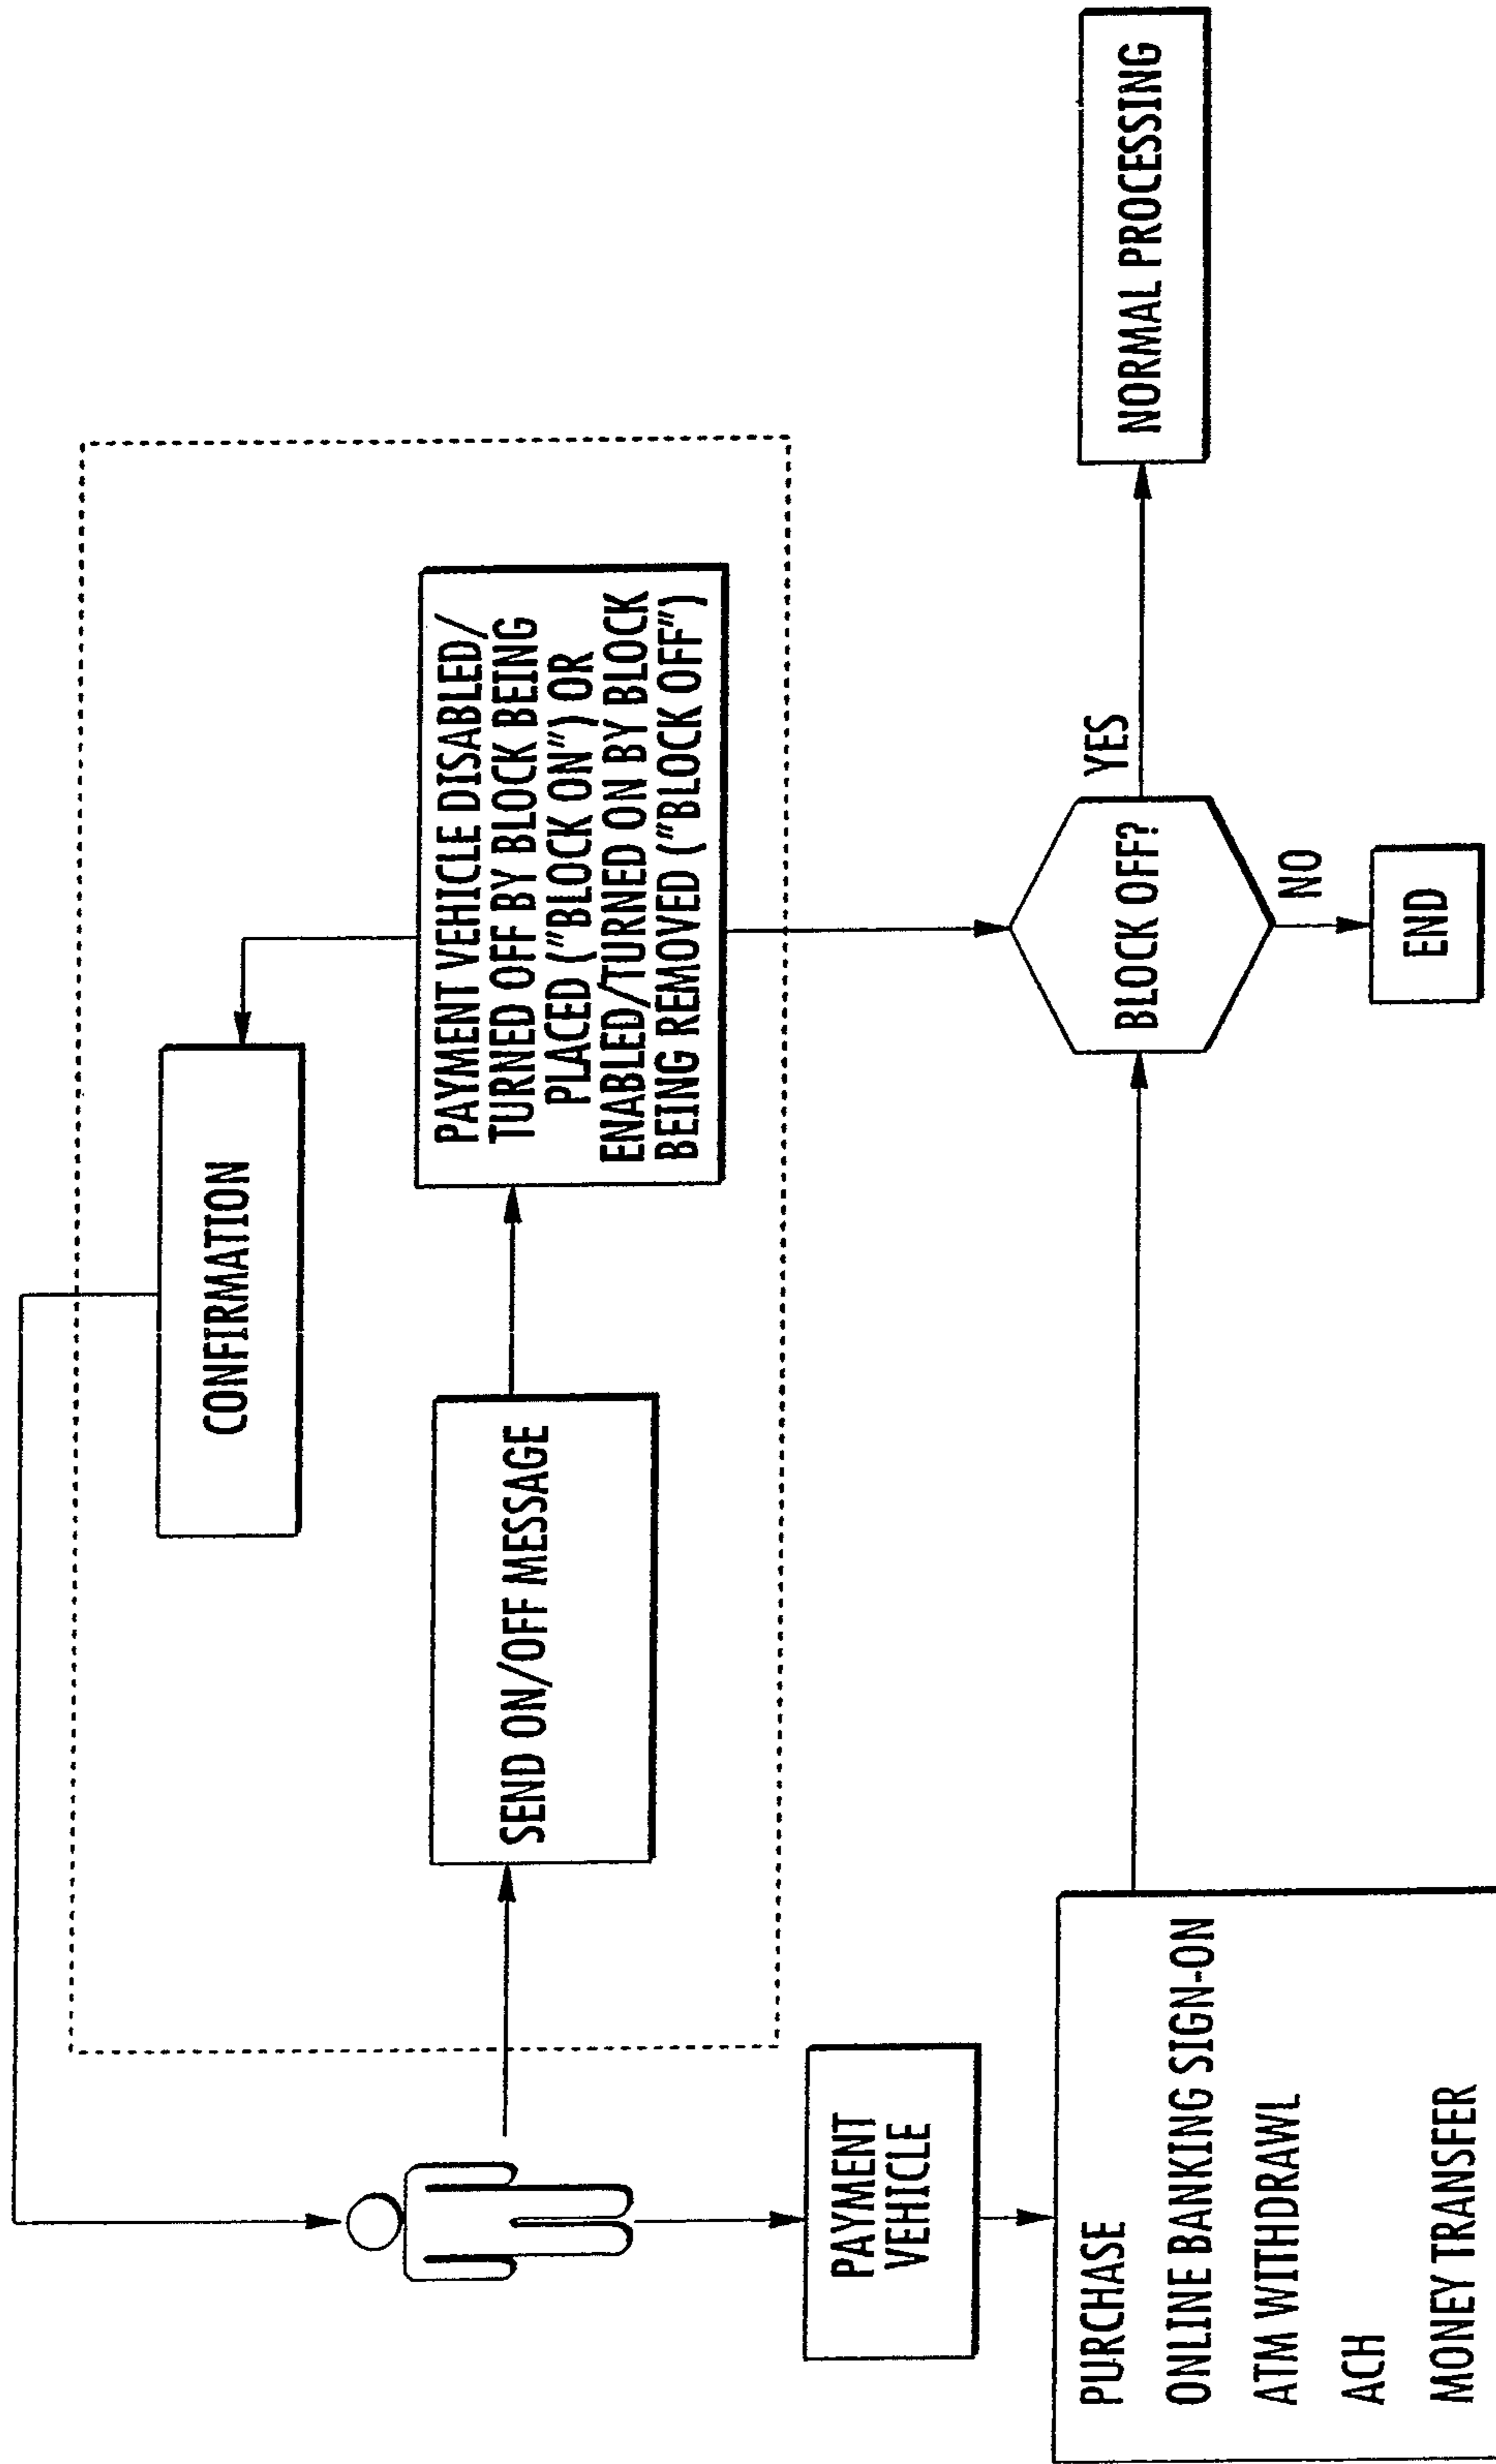 CONFIRMATION
SEND ON/OFF MESSAGE
PAYMENT VEHICLE DISABLED/
TURNED OFF BY BLOCK BEING
PLACED ("BLOCK ON") OR
ENABLED/TURNED ON BY BLOCK
BEING REMOVED ("BLOCK OFF")
PAYMENT
VEHICLE
PURCHASE
ONLINE BANKING SIGN-ON
ATM WITHDRAWL
ACH
MONEY TRANSFER
BLOCK OFF?
YES
NORMAL PROCESSING
NO
END